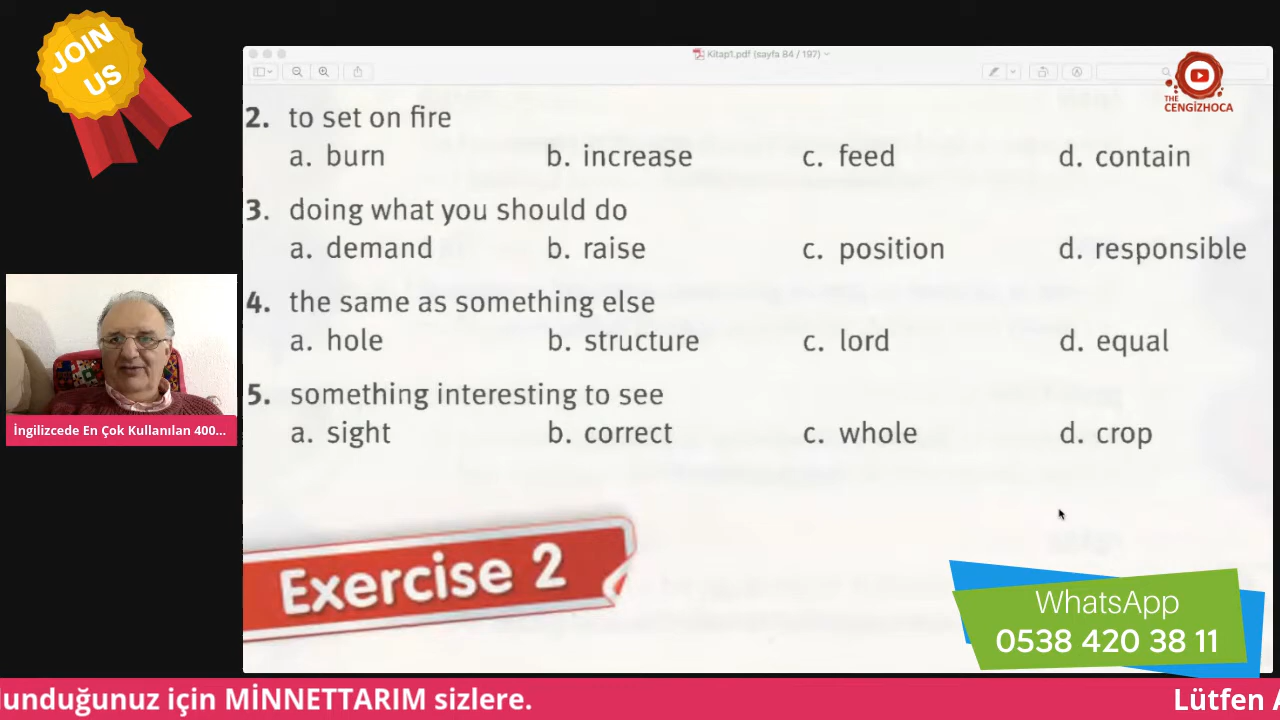 JOIN
US
Kitap1.pdf (sayfa 84 / 197)
THE
CENGİZHOCA
2. to set on fire
a. burn b. increase c. feed d. contain
3. doing what you should do
a. demand b. raise c. position d. responsible
4. the same as something else
a. hole b. structure c. lord d. equal
5. something interesting to see
a. sight b. correct c. whole d. crop
İngilizcede En Çok Kullanılan 400...
Exercise 2
WhatsApp
0538 420 38 11
lunduğunuz için MİNNETTARIM sizlere. Lütfen A